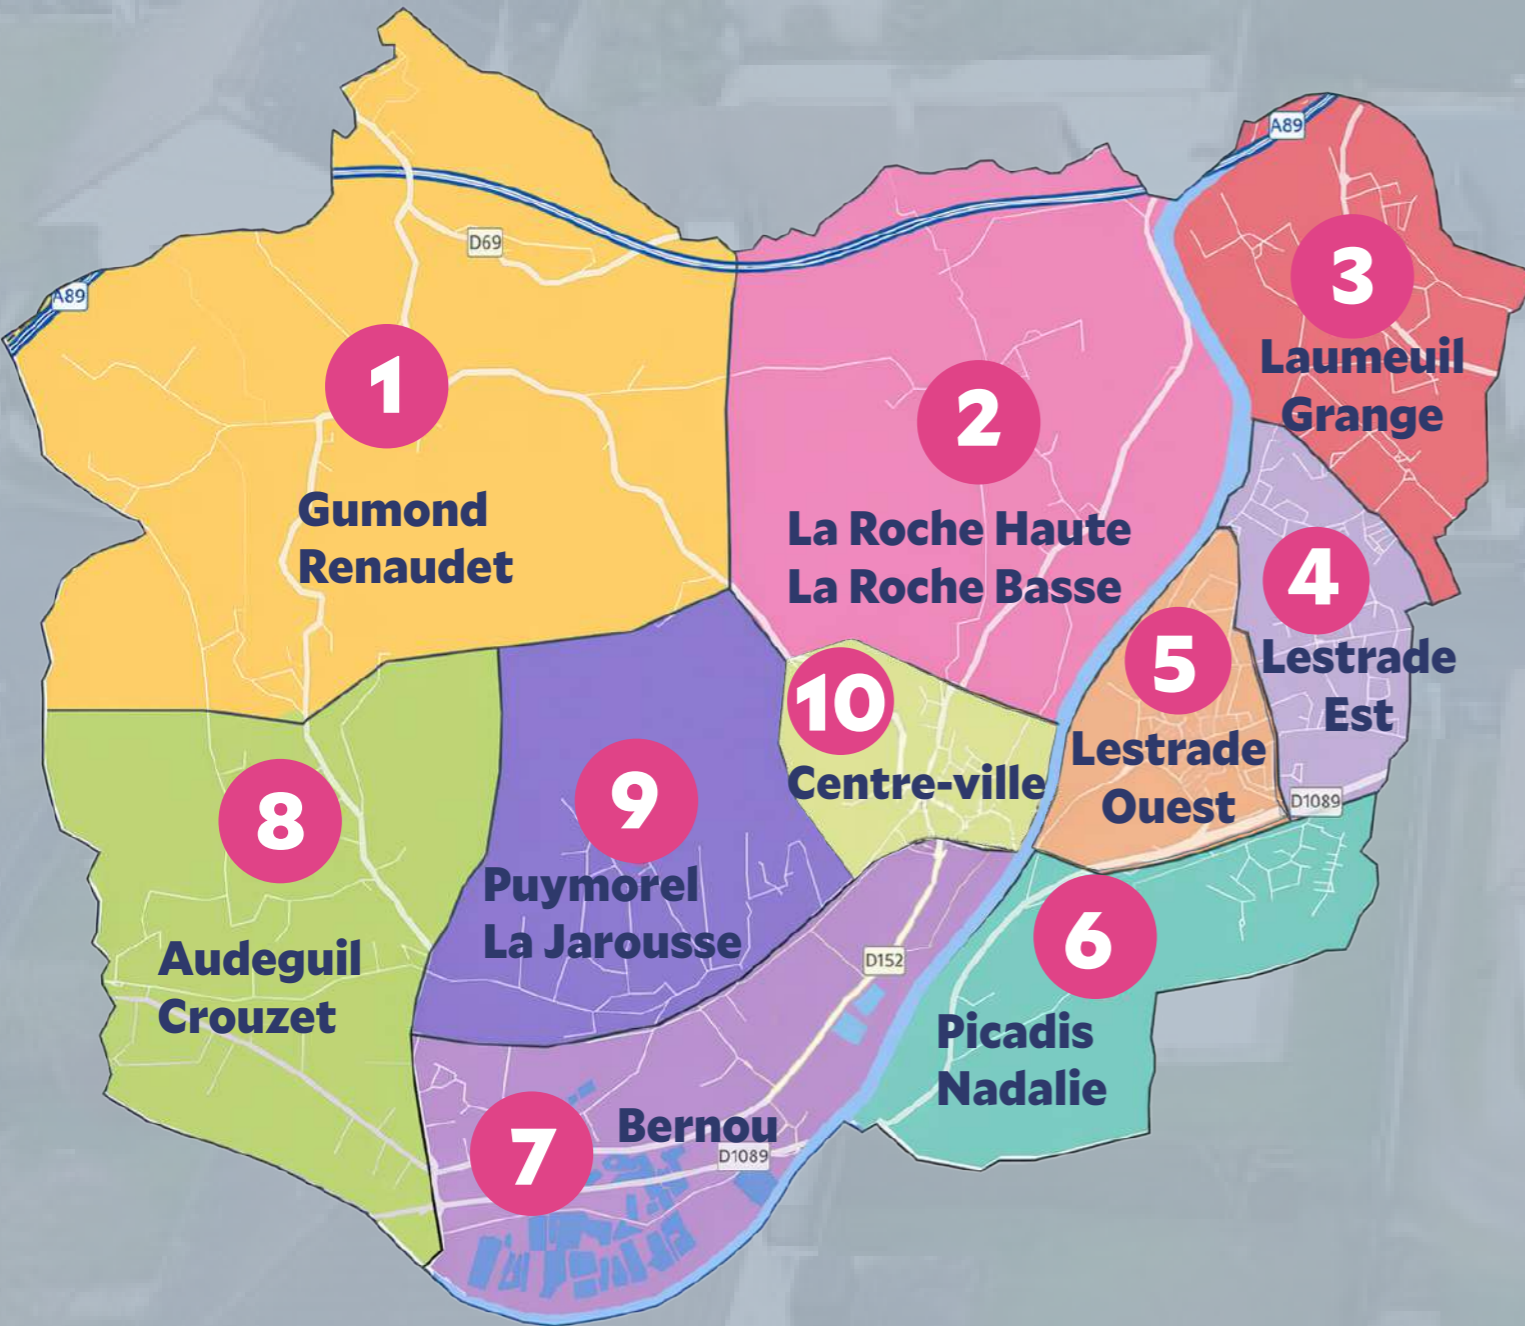 A89
D69
A89
1
Gumond
Renaudet
2
La Roche Haute
La Roche Basse
3
Laumeuil
Grange
4
Lestrade
Est
5
Lestrade
Ouest
D1089
6
Picadis
Nadalie
7
Bernou
D1089
D152
8
Audeguil
Crouzet
9
Puymorel
La Jarousse
10
Centre-ville